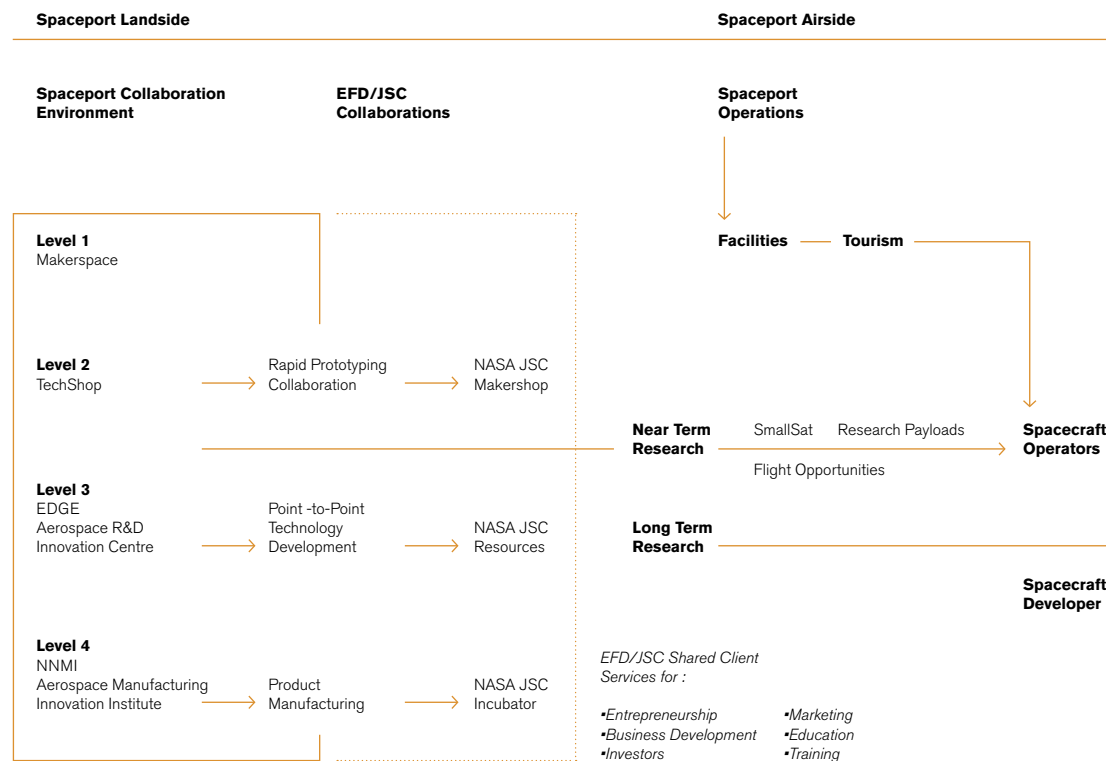 Spaceport Landside
Spaceport Airside
Spaceport Collaboration
Environment
EFD/JSC
Collaborations
Spaceport
Operations
Level 1
Makerspace
Facilities
Tourism
Level 2
TechShop
Rapid Prototyping
Collaboration
NASA JSC
Makershop
Near Term
Research
SmallSat
Research Payloads
Flight Opportunities
Spacecraft
Operators
Level 3
EDGE
Aerospace R&D
Innovation Centre
Point -to-Point
Technology
Development
NASA JSC
Resources
Long Term
Research
Spacecraft
Developer
Level 4
NNMI
Aerospace Manufacturing
Innovation Institute
Product
Manufacturing
NASA JSC
Incubator
EFD/JSC Shared Client
Services for :
▪Entrepreneurship
▪Business Development
▪Investors
▪Marketing
▪Education
▪Training